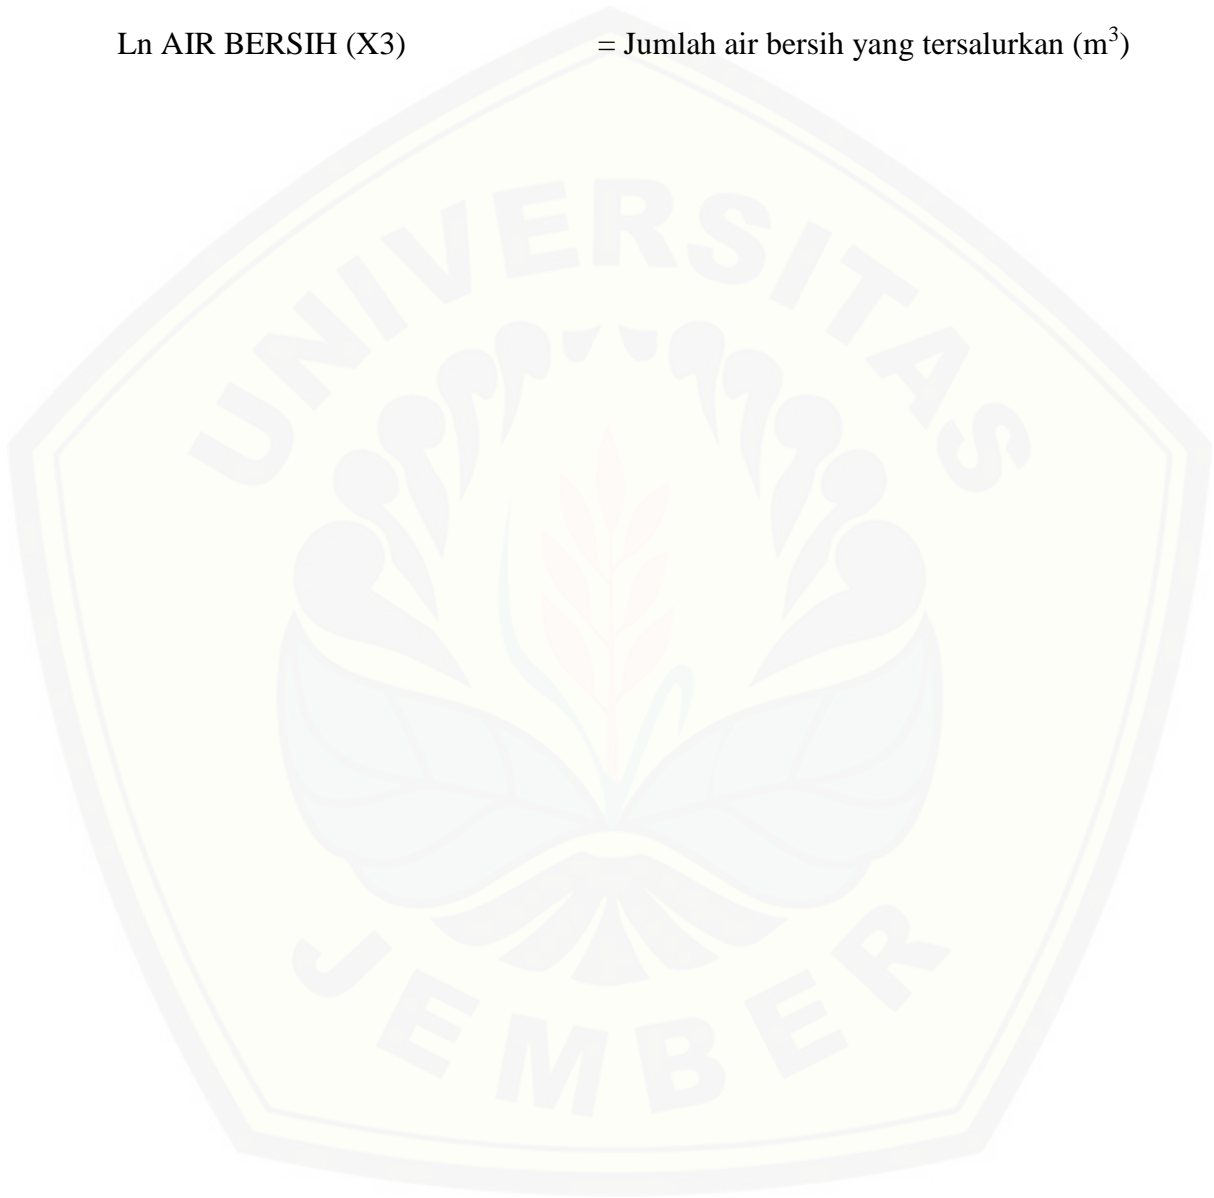 Ln AIR BERSIH (X3) = Jumlah air bersih yang tersalurkan (m³)
UNIVERSITAS
JEMBER